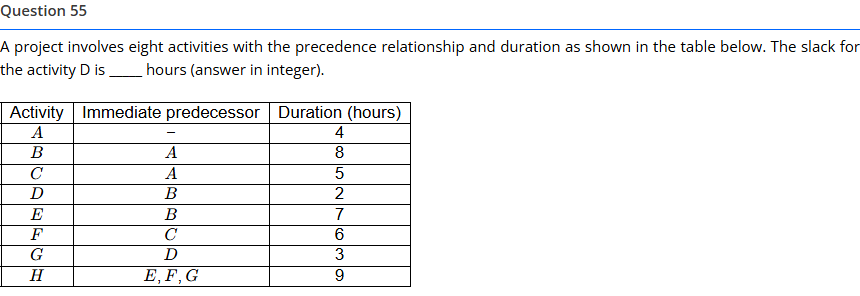 Question 55
A project involves eight activities with the precedence relationship and duration as shown in the table below. The slack for
the activity D is _____ hours (answer in integer).
Activity Immediate predecessor Duration (hours)
A – 4
B A 8
C A 5
D B 2
E B 7
F C 6
G D 3
H E, F, G 9